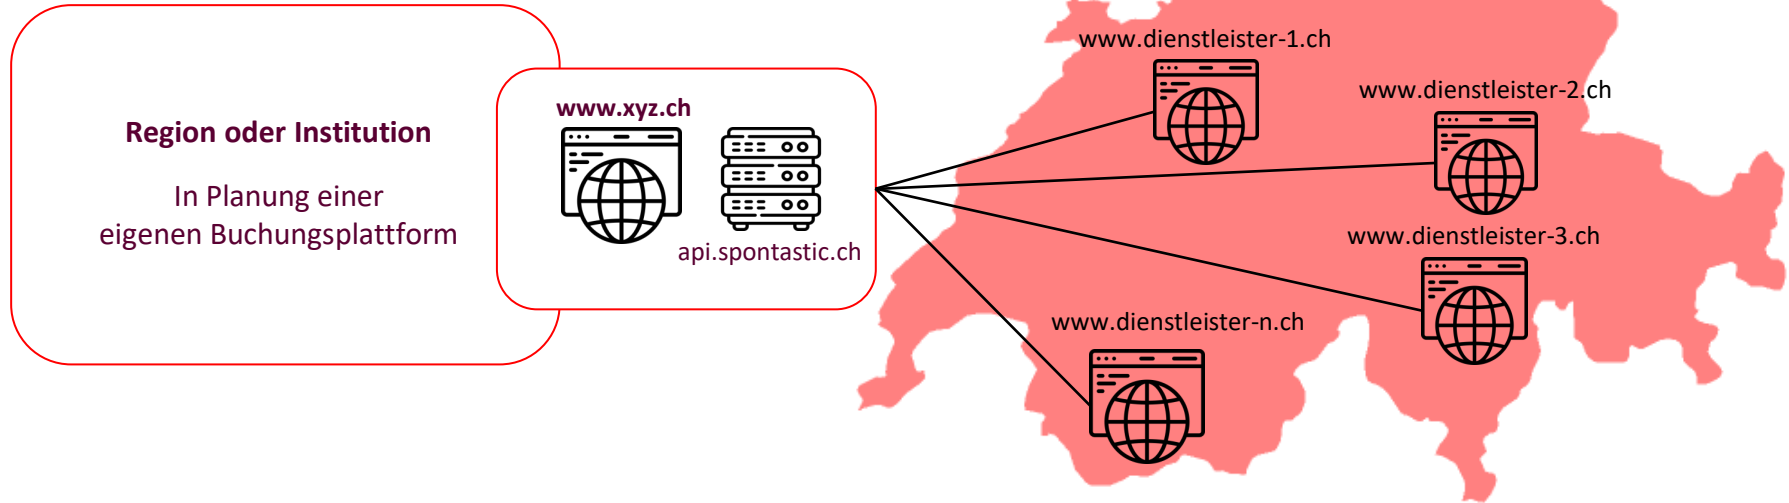 Region oder Institution
In Planung einer
eigenen Buchungsplattform
www.xyz.ch
api.spontastic.ch
www.dienstleister-1.ch
www.dienstleister-2.ch
www.dienstleister-3.ch
www.dienstleister-n.ch